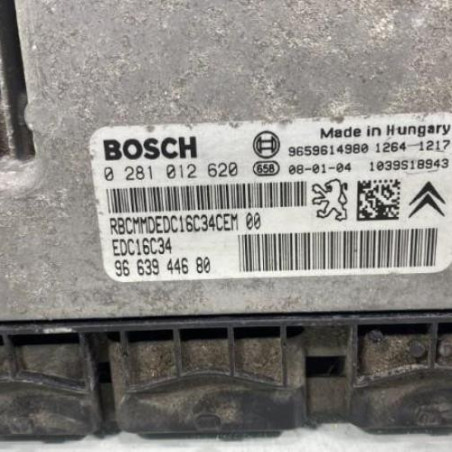 BOSCH
Made in Hungary
9659614980 1264-1217
0 281 012 620 658 08-01-04 1039S18943
RBCMMDEDC16C34CEM 00
EDC16C34
96 639 446 80